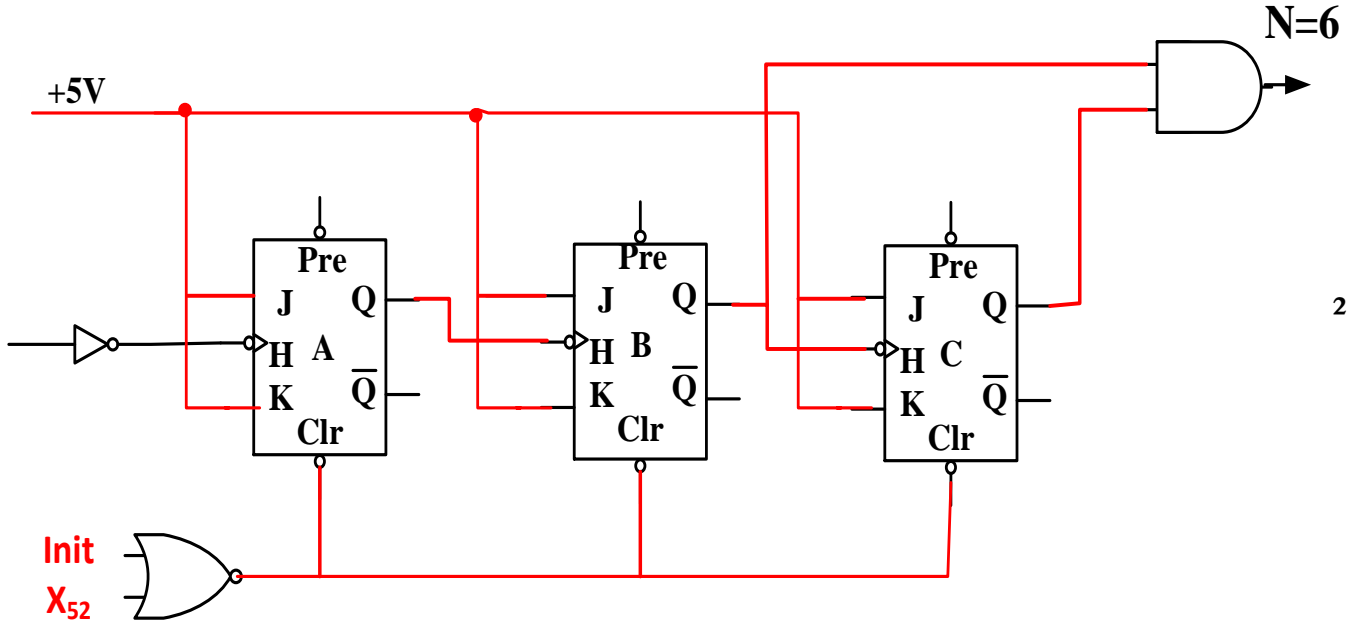 N=6
+5V
Pre
J Q
H A
K Q̅
Clr
Pre
J Q
H B
K Q̅
Clr
Pre
J Q
H C
K Q̅
Clr
2
Init
X₅₂